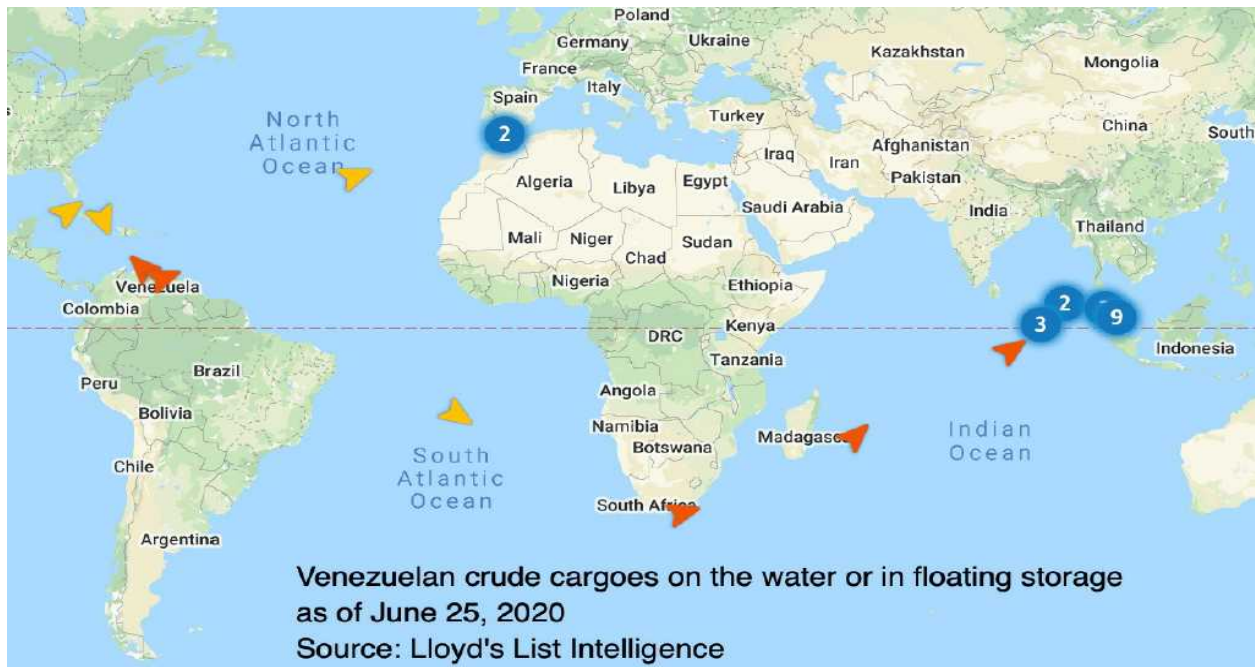 Poland
Germany
Ukraine
Kazakhstan
Mongolia
France
Italy
Spain
Turkey
China
South
North
Atlantic
Ocean
2
Iraq
Iran
Afghanistan
Pakistan
Algeria
Libya
Egypt
Saudi Arabia
India
Thailand
Mali
Niger
Chad
Sudan
Venezuela
Colombia
Nigeria
Ethiopia
2
3
9
DRC
Kenya
Indonesia
Tanzania
Peru
Brazil
Angola
Bolivia
Namibia
Botswana
Madagasc
Indian
Ocean
Chile
South
Atlantic
Ocean
South Africa
Argentina
Venezuelan crude cargoes on the water or in floating storage
as of June 25, 2020
Source: Lloyd's List Intelligence